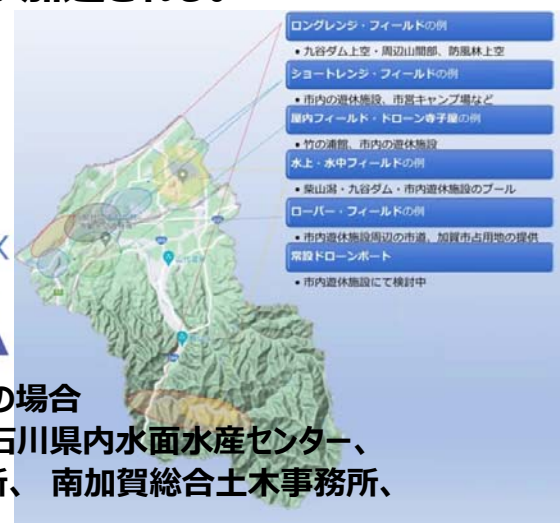 加速される。
ロングレンジ・フィールドの例
• 九谷ダム上空・周辺山間部、防風林上空
ショートレンジ・フィールドの例
• 市内の遊休施設、市営キャンプ場など
屋内フィールド・ドローン寺子屋の例
• 竹の浦館、市内の遊休施設
水上・水中フィールドの例
• 柴山潟・九谷ダム・市内遊休施設のプール
ローバー・フィールドの例
• 市内遊休施設周辺の市道、加賀市占用地の提供
常設ドローンポート
• 市内遊休施設にて検討中
の場合
石川県内水面水産センター、
所、 南加賀総合土木事務所、